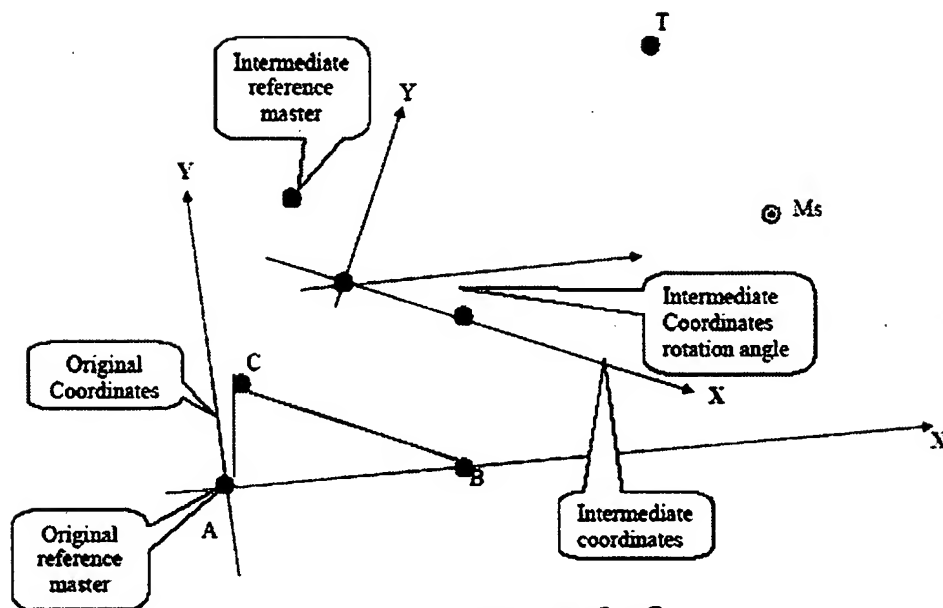 T
Intermediate
reference
master
Y
Y
Ms
Intermediate
Coordinates
rotation angle
Original
Coordinates
C
X
X
B
A
Intermediate
coordinates
Original
reference
master